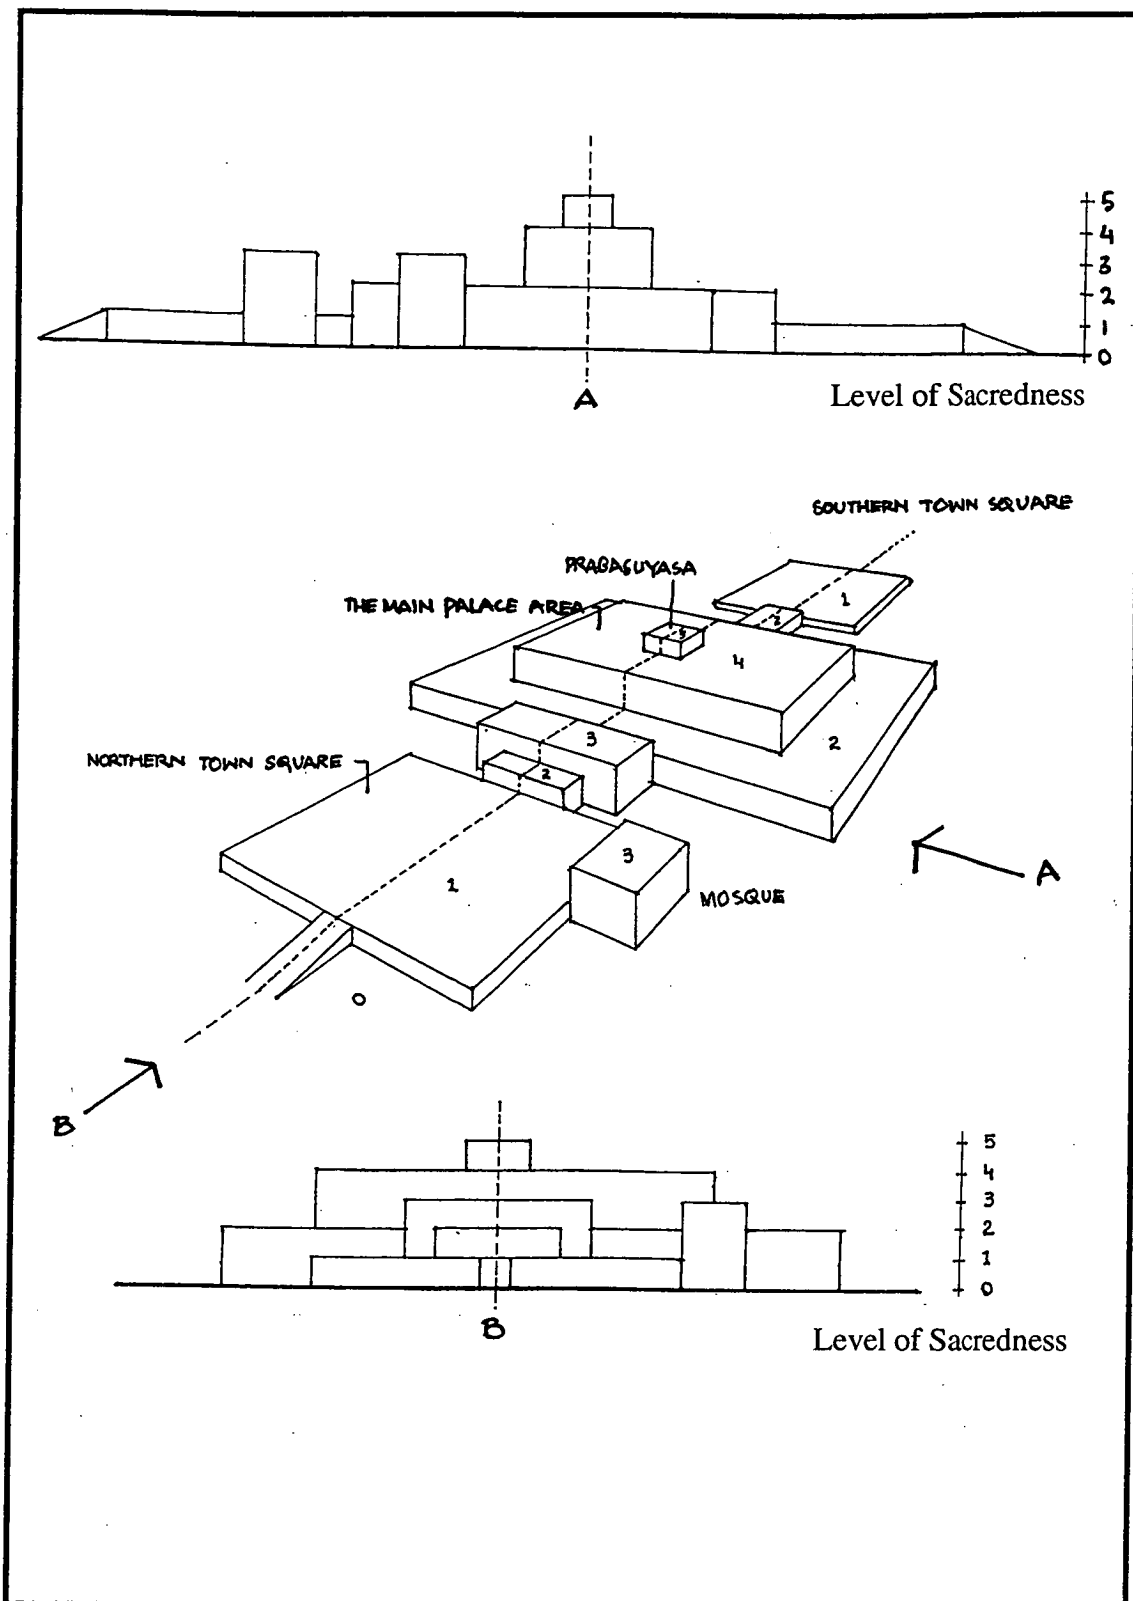 5
4
3
2
1
0
A
Level of Sacredness
SOUTHERN TOWN SQUARE
PRABASUYASA
THE MAIN PALACE AREA
1
2
5
4
3
2
2
NORTHERN TOWN SQUARE
1
3
MOSQUE
A
0
B
5
4
3
2
1
0
B
Level of Sacredness